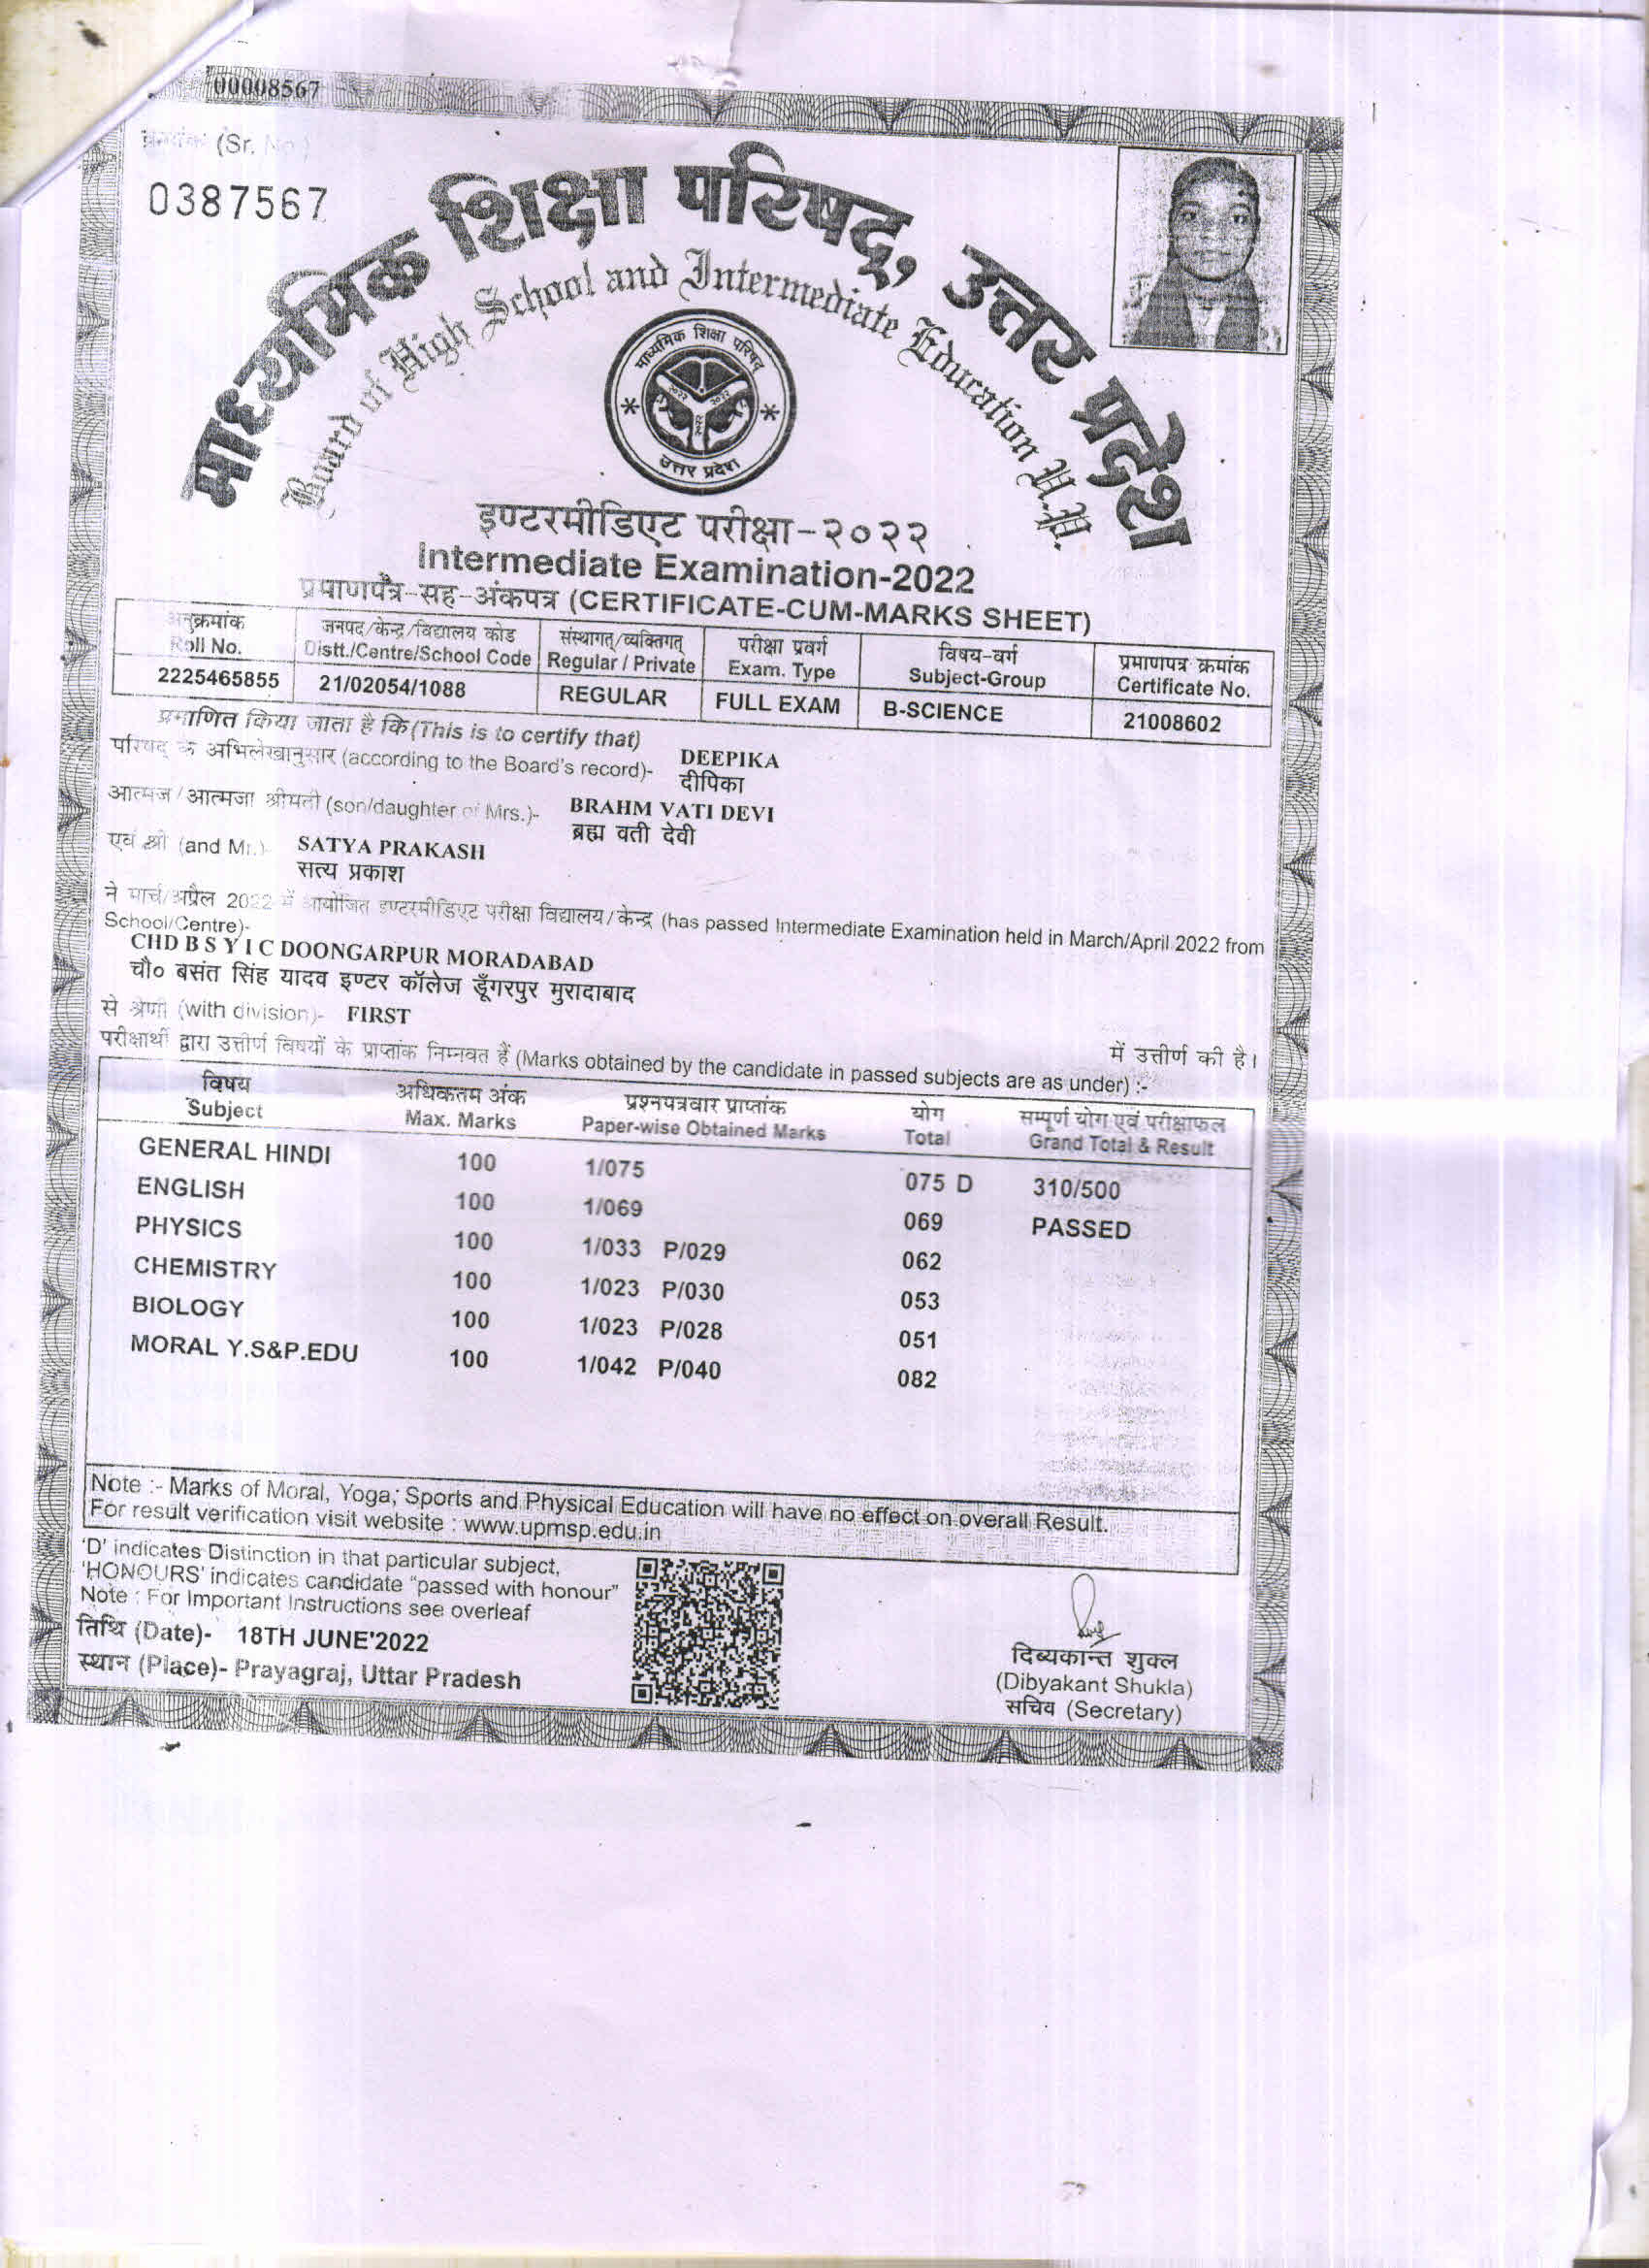 00008567
क्रमांक (Sr. No.)
0387567
माध्यमिक शिक्षा परिषद्, उत्तर प्रदेश
Board of High School and Intermediate Education U.P.
माध्यमिक शिक्षा परिषद्
२०२२ २०२२
२०२२
उत्तर प्रदेश
इण्टरमीडिएट परीक्षा-२०२२
Intermediate Examination-2022
प्रमाणपत्र-सह-अंकपत्र (CERTIFICATE-CUM-MARKS SHEET)
अनुक्रमांक जनपद/केन्द्र/विद्यालय कोड संस्थागत्/व्यक्तिगत् परीक्षा प्रवर्ग विषय-वर्ग प्रमाणपत्र क्रमांक
Roll No. Distt./Centre/School Code Regular / Private Exam. Type Subject-Group Certificate No.
2225465855 21/02054/1088 REGULAR FULL EXAM B-SCIENCE 21008602
प्रमाणित किया जाता है कि (This is to certify that)
परिषद् के अभिलेखानुसार (according to the Board's record)- DEEPIKA
दीपिका
आत्मज/आत्मजा श्रीमती (son/daughter of Mrs.)- BRAHM VATI DEVI
ब्रह्म वती देवी
एवं श्री (and Mr.) SATYA PRAKASH
सत्य प्रकाश
ने मार्च/अप्रैल 2022 में आयोजित इण्टरमीडिएट परीक्षा विद्यालय/केन्द्र (has passed Intermediate Examination held in March/April 2022 from
School/Centre)-
CHD B S Y I C DOONGARPUR MORADABAD
चौ० बसंत सिंह यादव इण्टर कॉलेज डूँगरपुर मुरादाबाद
से श्रेणी (with division)- FIRST में उत्तीर्ण की है।
परीक्षार्थी द्वारा उत्तीर्ण विषयों के प्राप्तांक निम्नवत हैं (Marks obtained by the candidate in passed subjects are as under) :-
विषय अधिकतम अंक प्रश्नपत्रवार प्राप्तांक योग सम्पूर्ण योग एवं परीक्षाफल
Subject Max. Marks Paper-wise Obtained Marks Total Grand Total & Result
GENERAL HINDI 100 1/075 075 D 310/500
ENGLISH 100 1/069 069 PASSED
PHYSICS 100 1/033 P/029 062
CHEMISTRY 100 1/023 P/030 053
BIOLOGY 100 1/023 P/028 051
MORAL Y.S&P.EDU 100 1/042 P/040 082
Note :- Marks of Moral, Yoga, Sports and Physical Education will have no effect on overall Result.
For result verification visit website : www.upmsp.edu.in
'D' indicates Distinction in that particular subject,
'HONOURS' indicates candidate "passed with honour"
Note : For Important Instructions see overleaf
तिथि (Date)- 18TH JUNE'2022
स्थान (Place)- Prayagraj, Uttar Pradesh
दिब्यकान्त शुक्ल
(Dibyakant Shukla)
सचिव (Secretary)